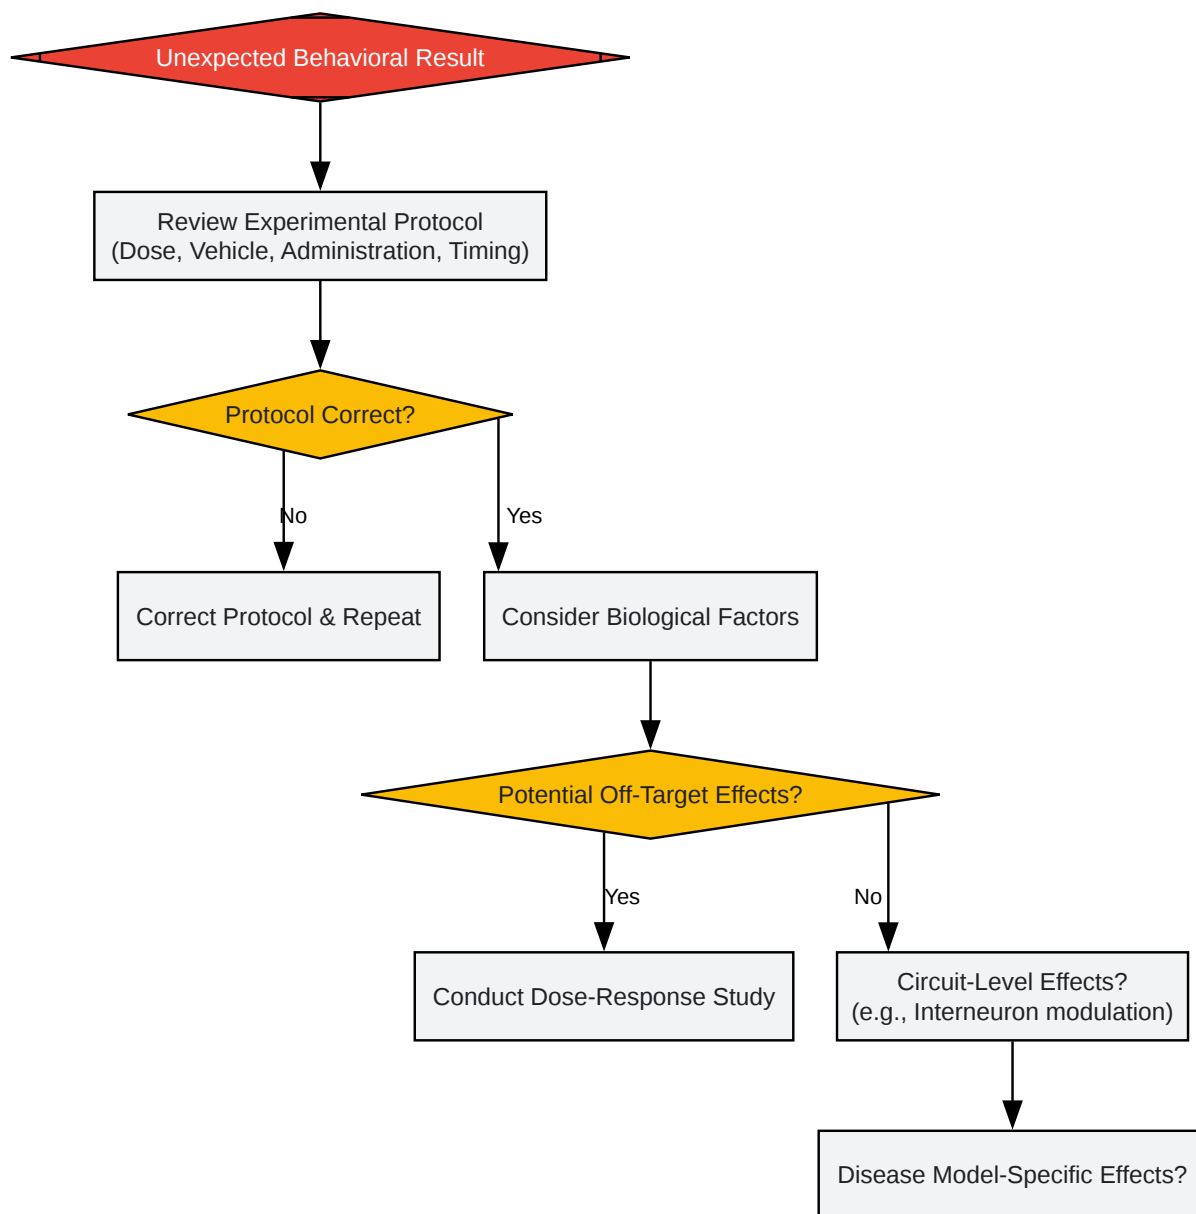 Unexpected Behavioral Result
Review Experimental Protocol
(Dose, Vehicle, Administration, Timing)
Protocol Correct?
No
Yes
Correct Protocol & Repeat
Consider Biological Factors
Potential Off-Target Effects?
Yes
No
Conduct Dose-Response Study
Circuit-Level Effects?
(e.g., Interneuron modulation)
Disease Model-Specific Effects?